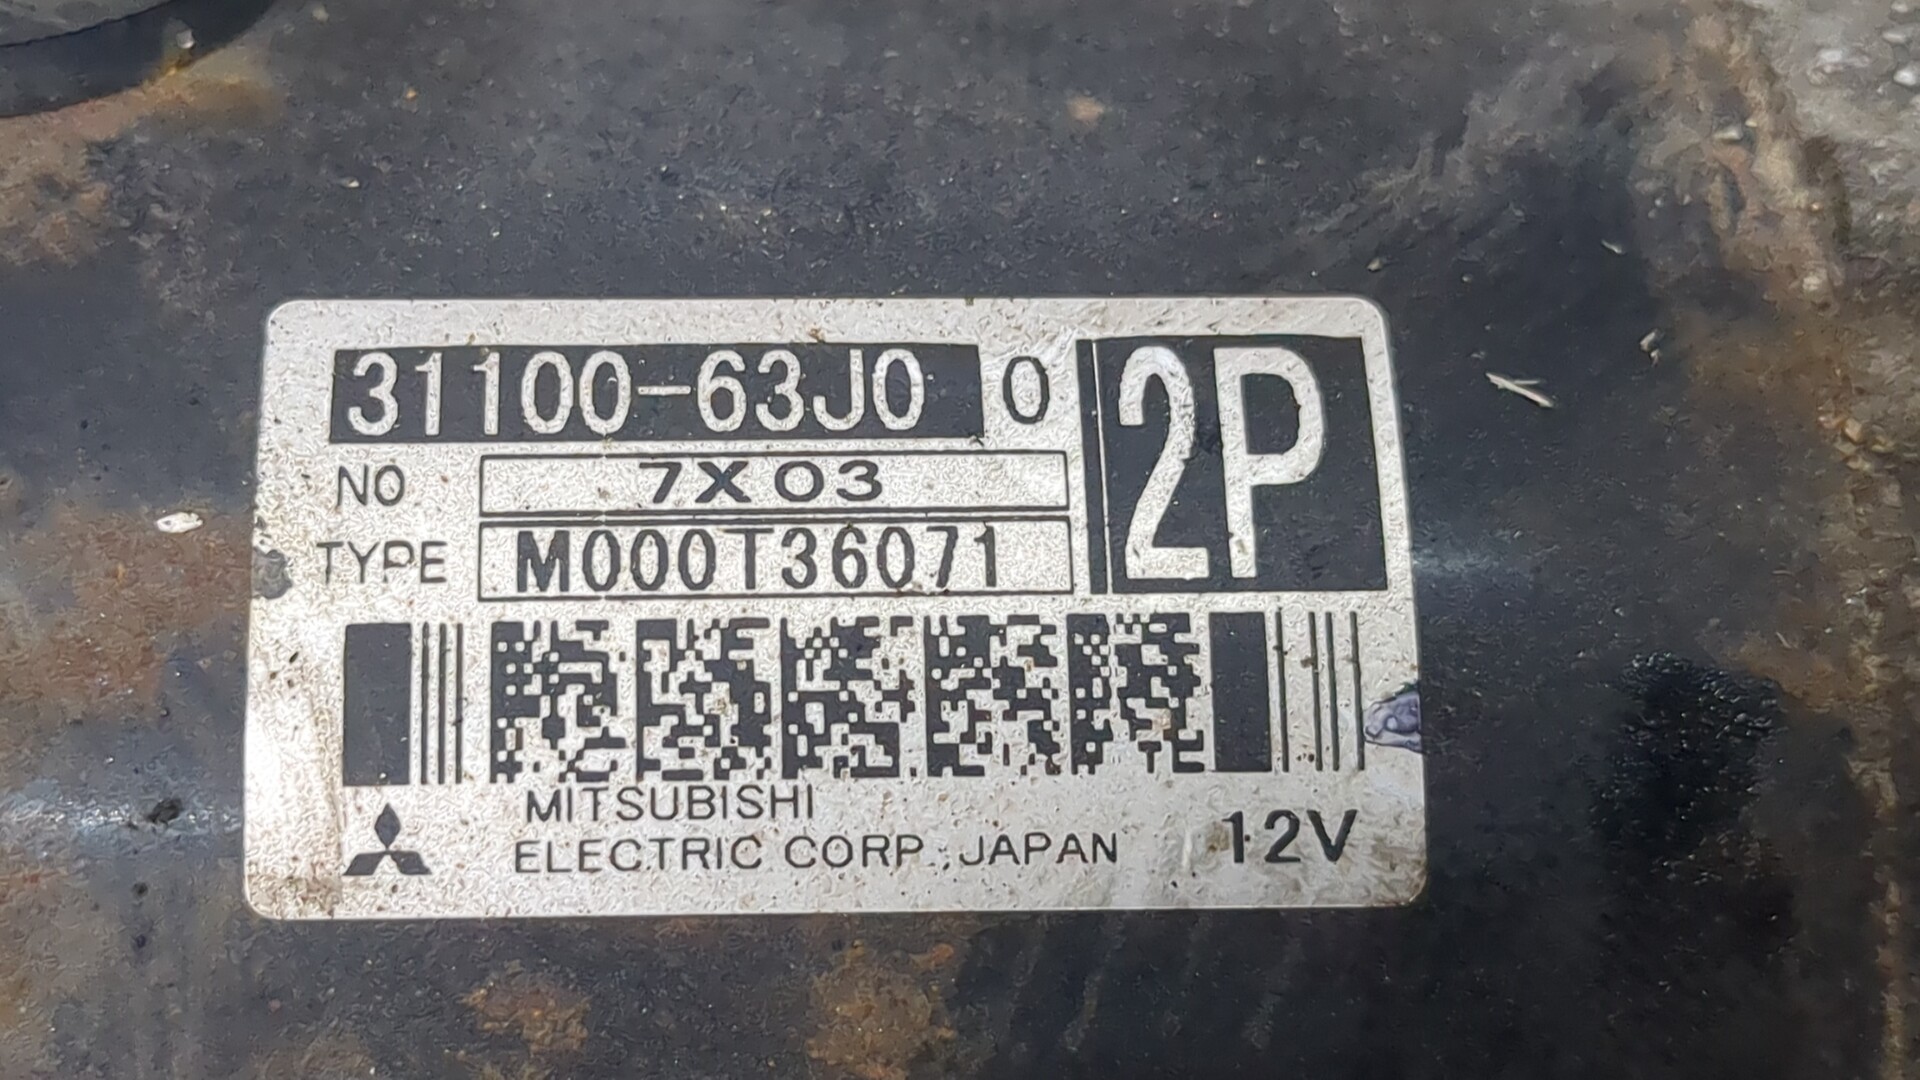 31100-63J0 0
2P
NO 7X03
TYPE M000T36071
MITSUBISHI
ELECTRIC CORP. JAPAN 12V